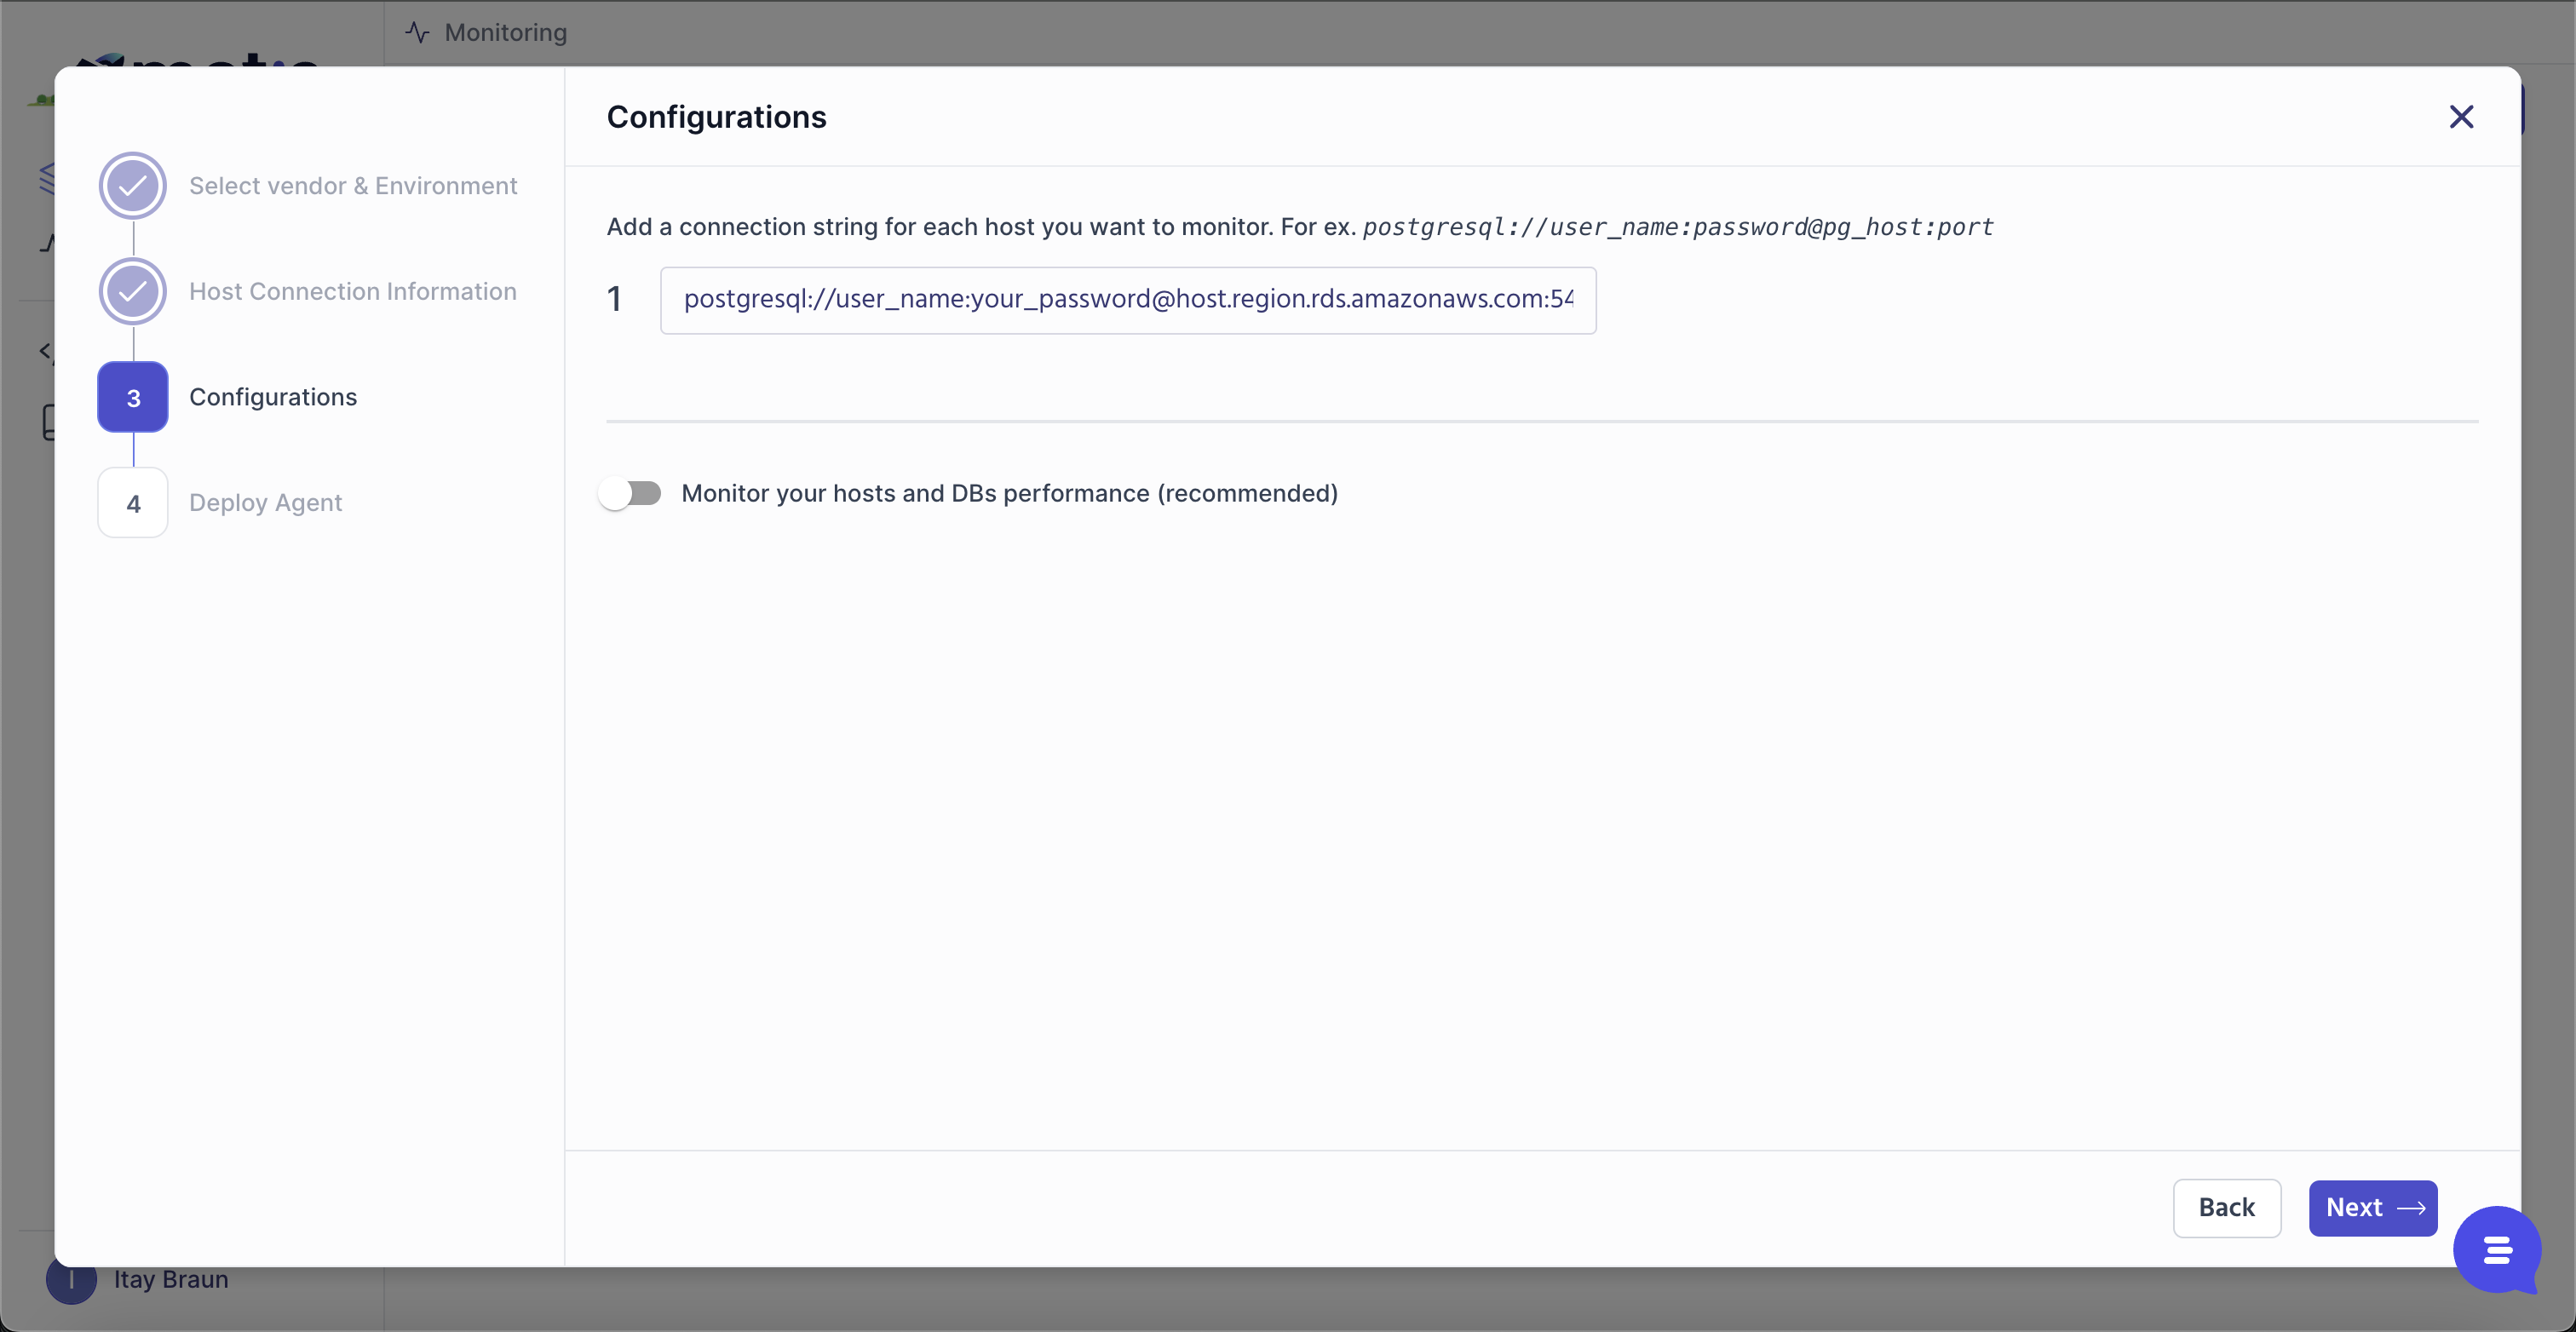 Monitoring
Configurations
Select vendor & Environment
Host Connection Information
3 Configurations
4 Deploy Agent
Add a connection string for each host you want to monitor. For ex. postgresql://user_name:password@pg_host:port
1 postgresql://user_name:your_password@host.region.rds.amazonaws.com:54
Monitor your hosts and DBs performance (recommended)
Back
Next →
I Itay Braun